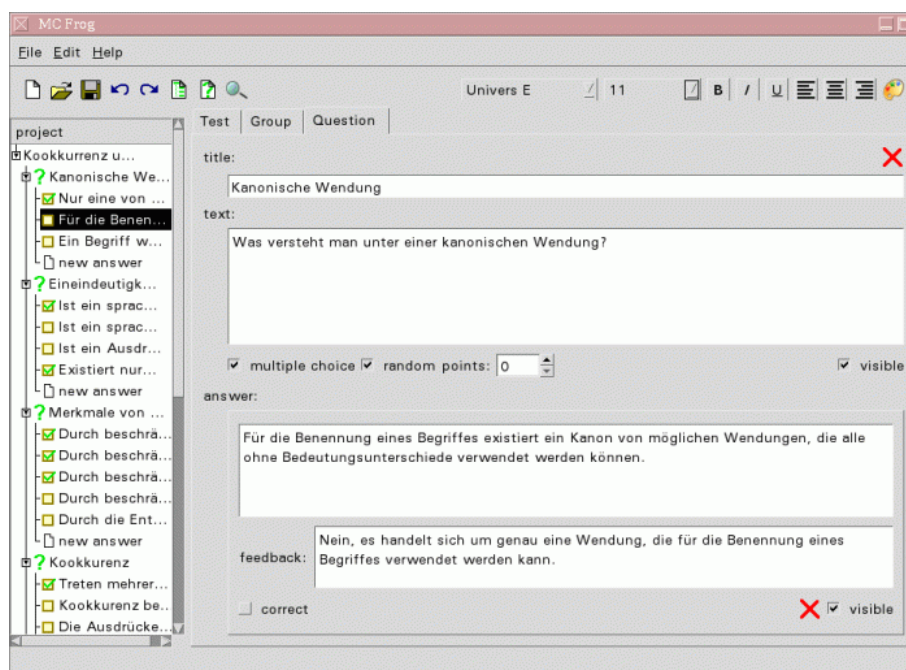 MC Frog
File Edit Help
Univers E 11 B I U
project
Kookkurrenz u...
? Kanonische We...
Nur eine von ...
Für die Benen...
Ein Begriff w...
new answer
? Eineindeutigk...
Ist ein sprac...
Ist ein sprac...
Ist ein Ausdr...
Existiert nur...
new answer
? Merkmale von ...
Durch beschrä...
Durch beschrä...
Durch beschrä...
Durch beschrä...
Durch die Ent...
new answer
? Kookkurenz
Treten mehrer...
Kookkurenz be...
Die Ausdrücke...
Test Group Question
title:
Kanonische Wendung
text:
Was versteht man unter einer kanonischen Wendung?
multiple choice random points: 0 visible
answer:
Für die Benennung eines Begriffes existiert ein Kanon von möglichen Wendungen, die alle
ohne Bedeutungsunterschiede verwendet werden können.
feedback:
Nein, es handelt sich um genau eine Wendung, die für die Benennung eines
Begriffes verwendet werden kann.
correct visible